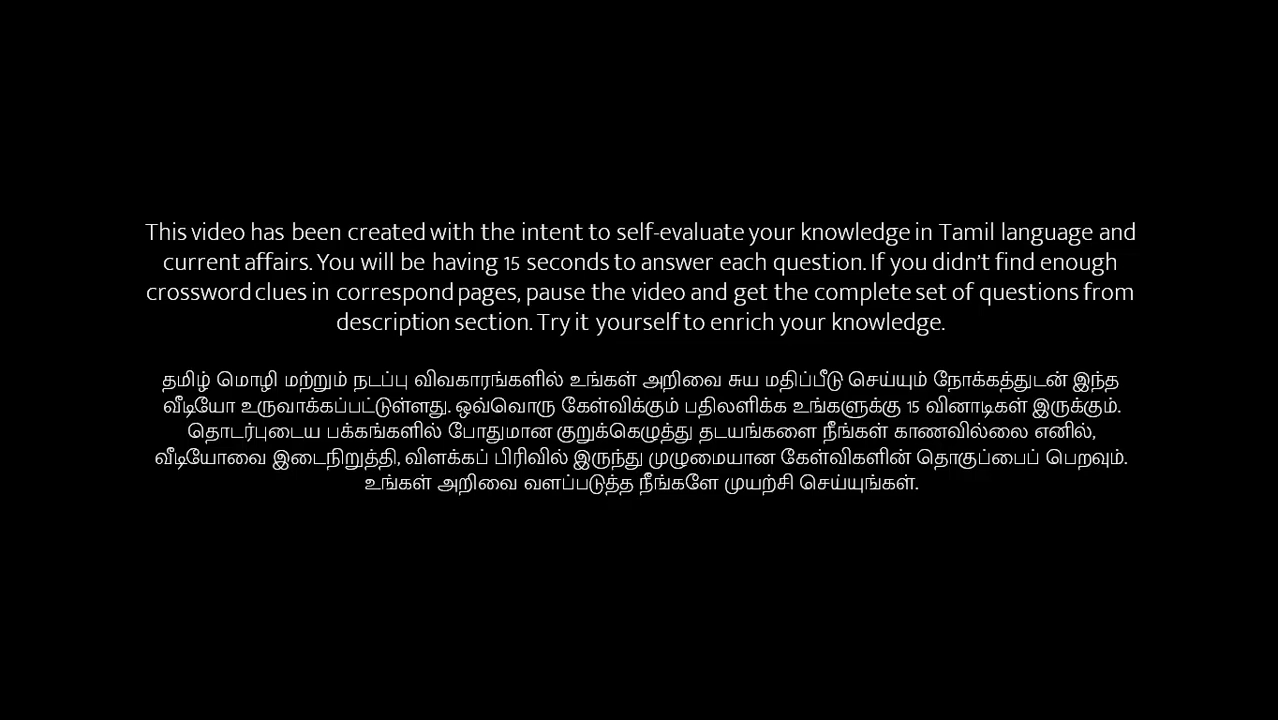 This video has been created with the intent to self-evaluate your knowledge in Tamil language and
current affairs. You will be having 15 seconds to answer each question. If you didn't find enough
crossword clues in correspond pages, pause the video and get the complete set of questions from
description section. Try it yourself to enrich your knowledge.
தமிழ் மொழி மற்றும் நடப்பு விவகாரங்களில் உங்கள் அறிவை சுய மதிப்பீடு செய்யும் நோக்கத்துடன் இந்த
வீடியோ உருவாக்கப்பட்டுள்ளது. ஒவ்வொரு கேள்விக்கும் பதிலளிக்க உங்களுக்கு 15 வினாடிகள் இருக்கும்.
தொடர்புடைய பக்கங்களில் போதுமான குறுக்கெழுத்து தடயங்களை நீங்கள் காணவில்லை எனில்,
வீடியோவை இடைநிறுத்தி, விளக்கப் பிரிவில் இருந்து முழுமையான கேள்விகளின் தொகுப்பைப் பெறவும்.
உங்கள் அறிவை வளப்படுத்த நீங்களே முயற்சி செய்யுங்கள்.